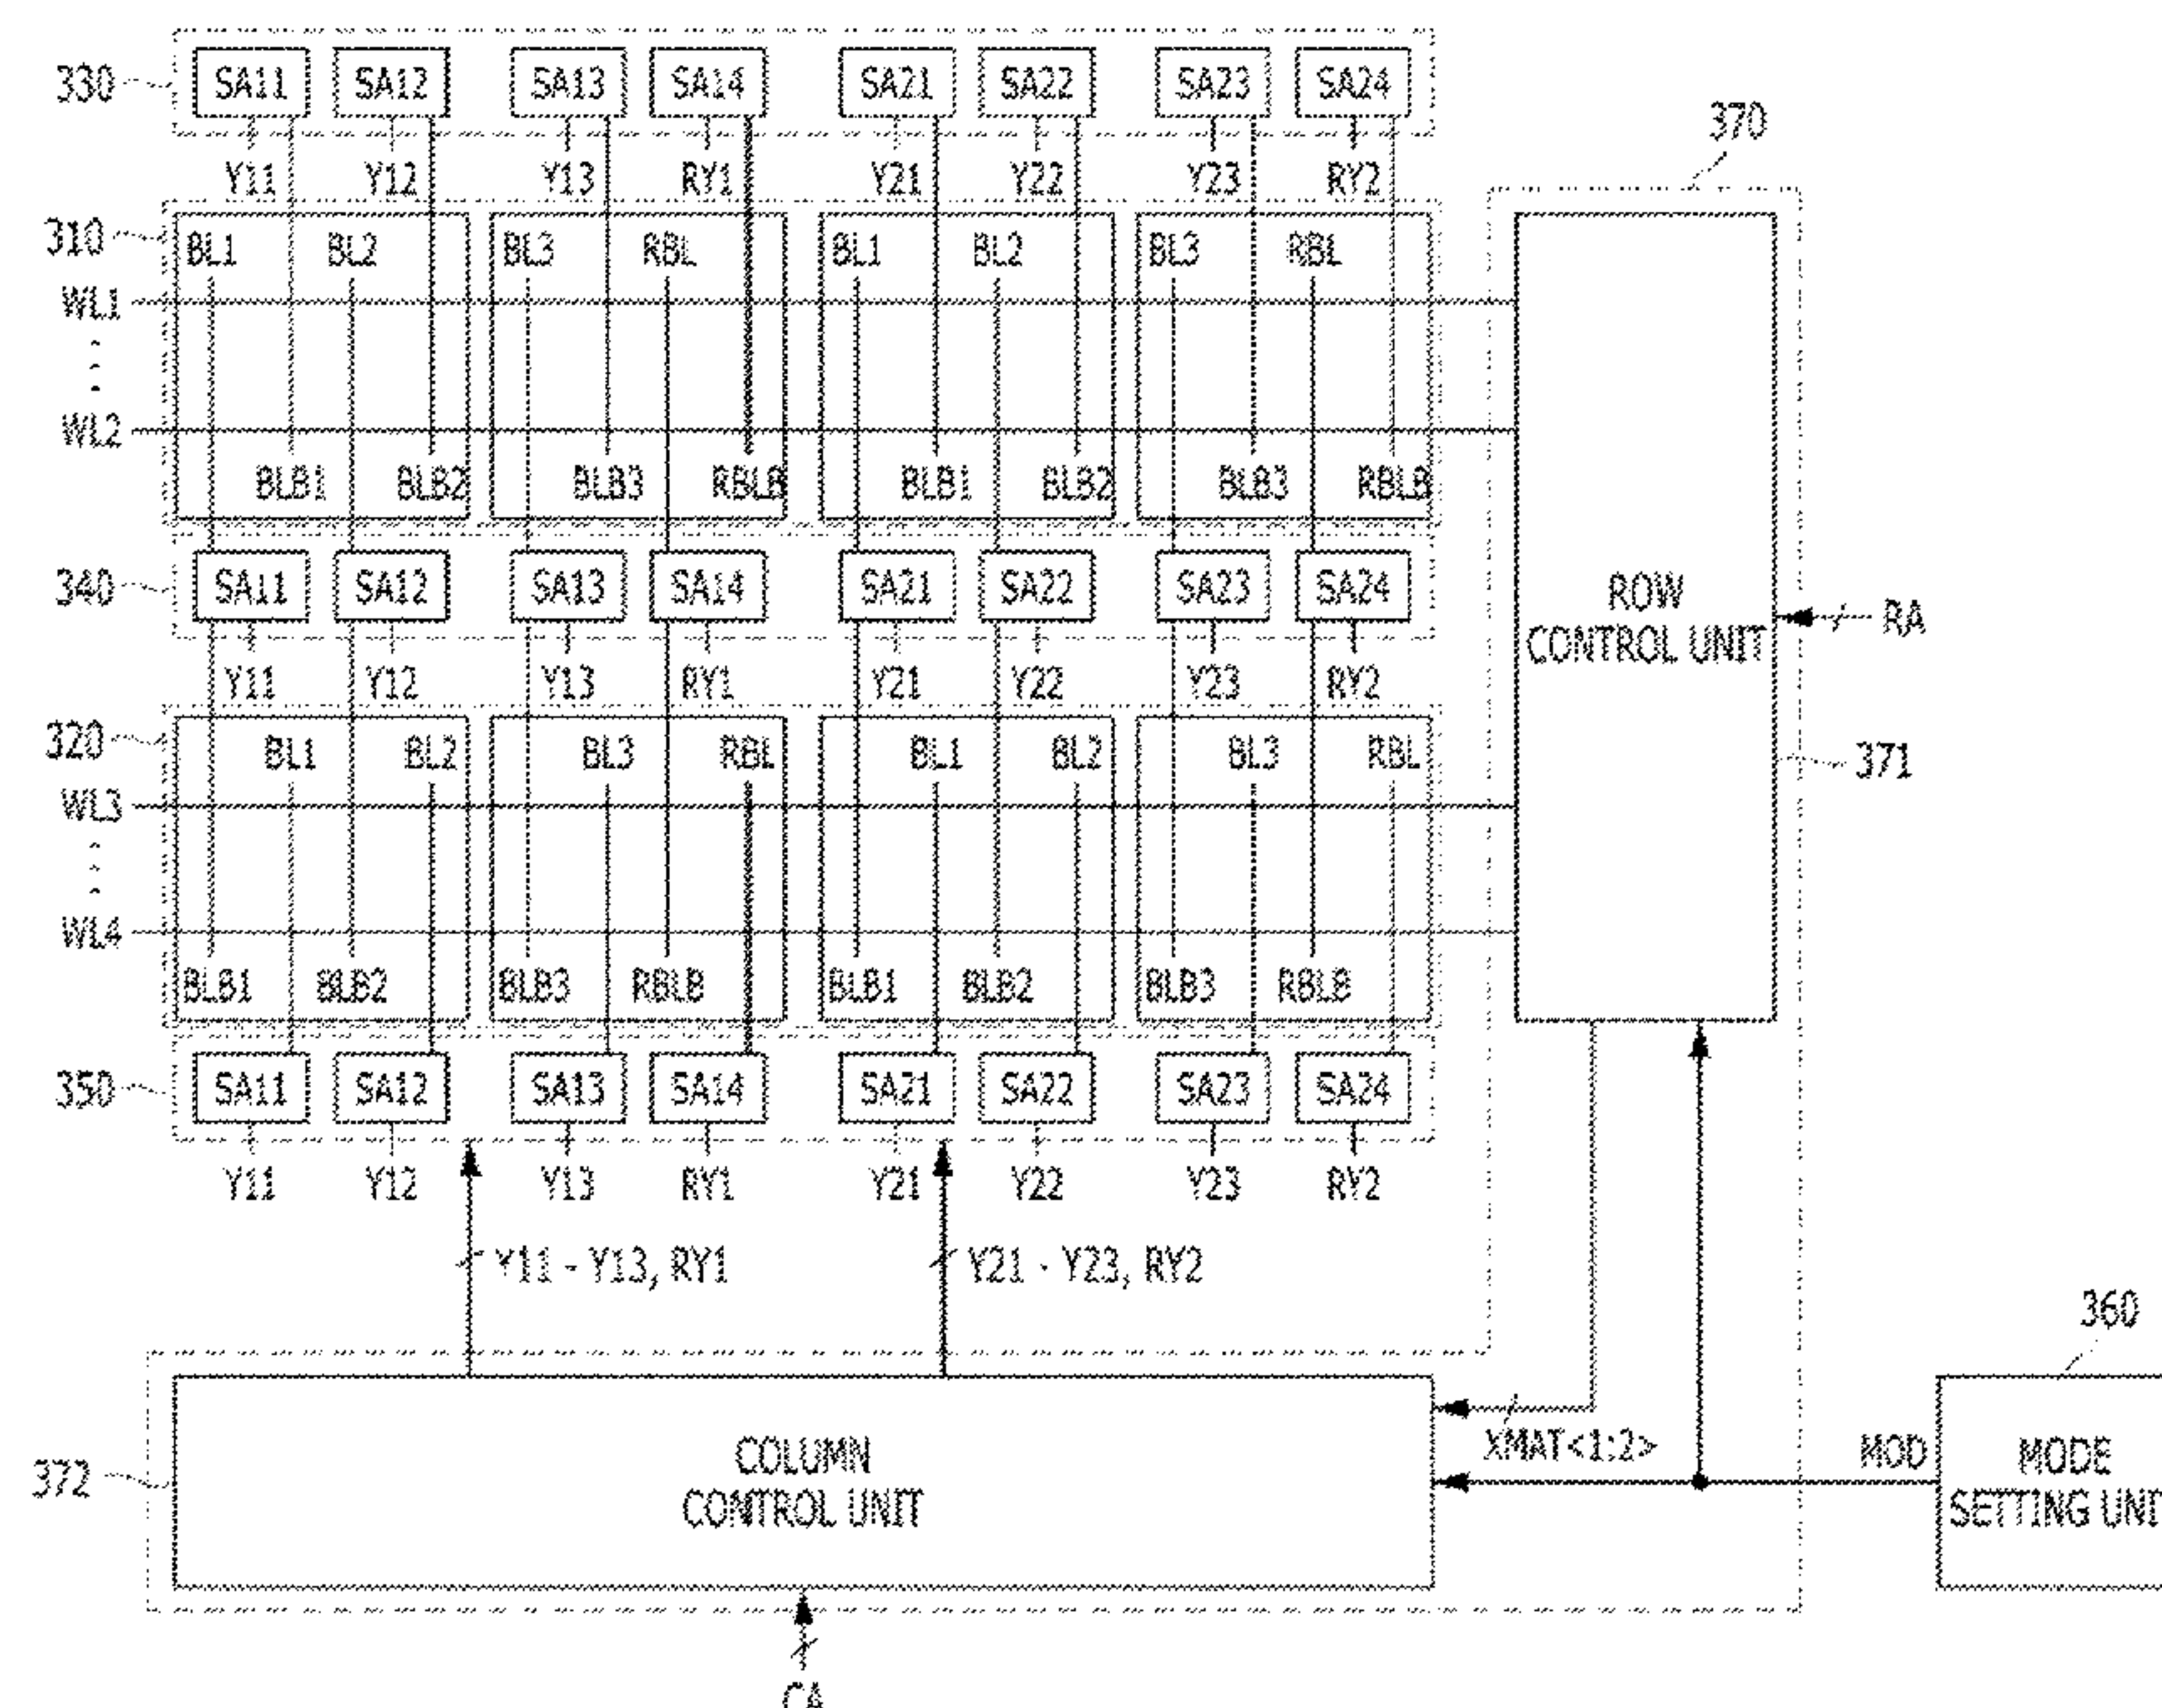 330 SA11 SA12 SA13 SA14 SA21 SA22 SA23 SA24
370
Y11 Y12 Y13 RY1 Y21 Y22 Y23 RY2
310 BL1 BL2 BL3 RBL BL1 BL2 BL3 RBL
WL1
WL2
BLB1 BLB2 BLB3 RBLB BLB1 BLB2 BLB3 RBLB
340 SA11 SA12 SA13 SA14 SA21 SA22 SA23 SA24
ROW
CONTROL UNIT
RA
Y11 Y12 Y13 RY1 Y21 Y22 Y23 RY2
320 BL1 BL2 BL3 RBL BL1 BL2 BL3 RBL
371
WL3
WL4
BLB1 BLB2 BLB3 RBLB BLB1 BLB2 BLB3 RBLB
350 SA11 SA12 SA13 SA14 SA21 SA22 SA23 SA24
Y11 Y12 Y13 RY1 Y21 Y22 Y23 RY2
Y11 - Y13, RY1
Y21 - Y23, RY2
360
372
COLUMN
CONTROL UNIT
XMAT<1:2>
MOD
MODE
SETTING UNI
CA